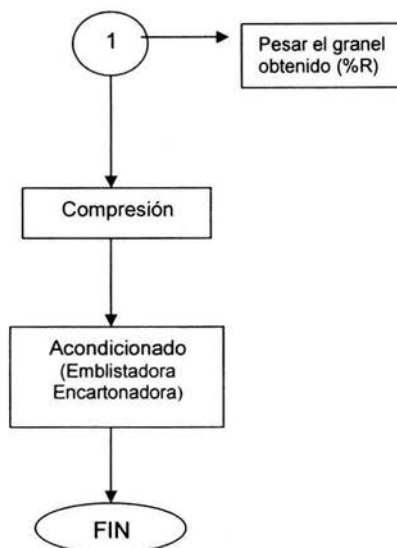 1
Pesar el granel
obtenido (%R)
Compresión
Acondicionado
(Emblistadora
Encartonadora)
FIN